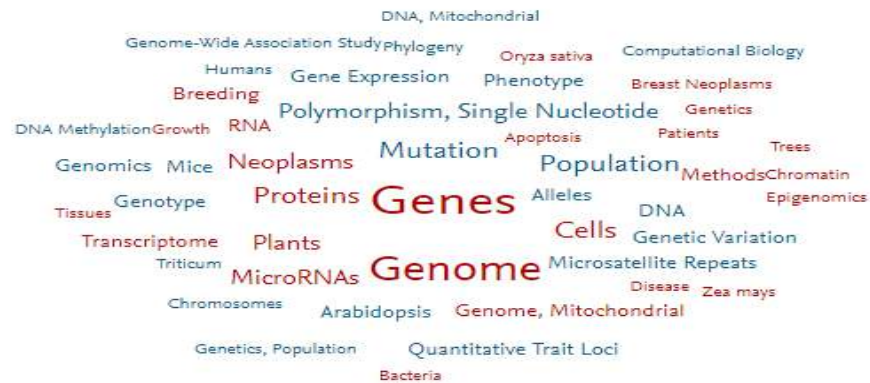 DNA, Mitochondrial
Genome-Wide Association Study Phylogeny
Oryza sativa Computational Biology
Humans Gene Expression Phenotype Breast Neoplasms
Breeding Polymorphism, Single Nucleotide Genetics
DNA Methylation Growth RNA Apoptosis Patients
Genomics Mice Neoplasms Mutation Population Methods Chromatin Trees
Genotype Proteins Genes Alleles Epigenomics
Tissues Cells DNA
Transcriptome Plants Genetic Variation
Triticum MicroRNAs Genome Microsatellite Repeats
Disease Zea mays
Chromosomes Arabidopsis Genome, Mitochondrial
Genetics, Population Quantitative Trait Loci
Bacteria